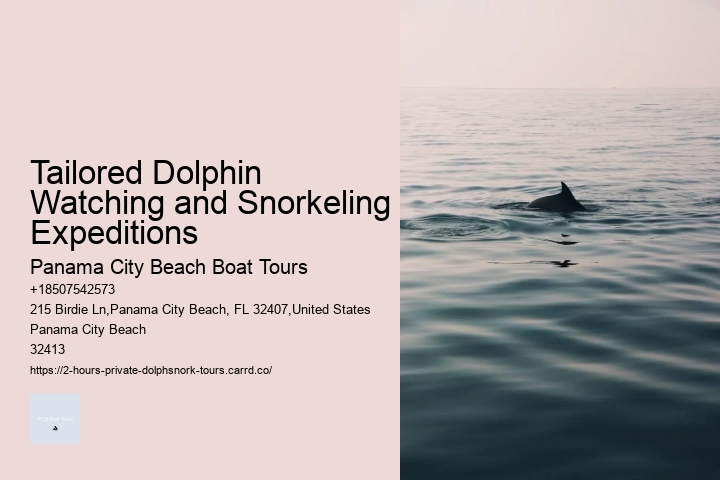 Tailored Dolphin
Watching and Snorkeling
Expeditions
Panama City Beach Boat Tours
+18507542573
215 Birdie Ln,Panama City Beach, FL 32407,United States
Panama City Beach
32413
https://2-hours-private-dolphsnork-tours.carrd.co/